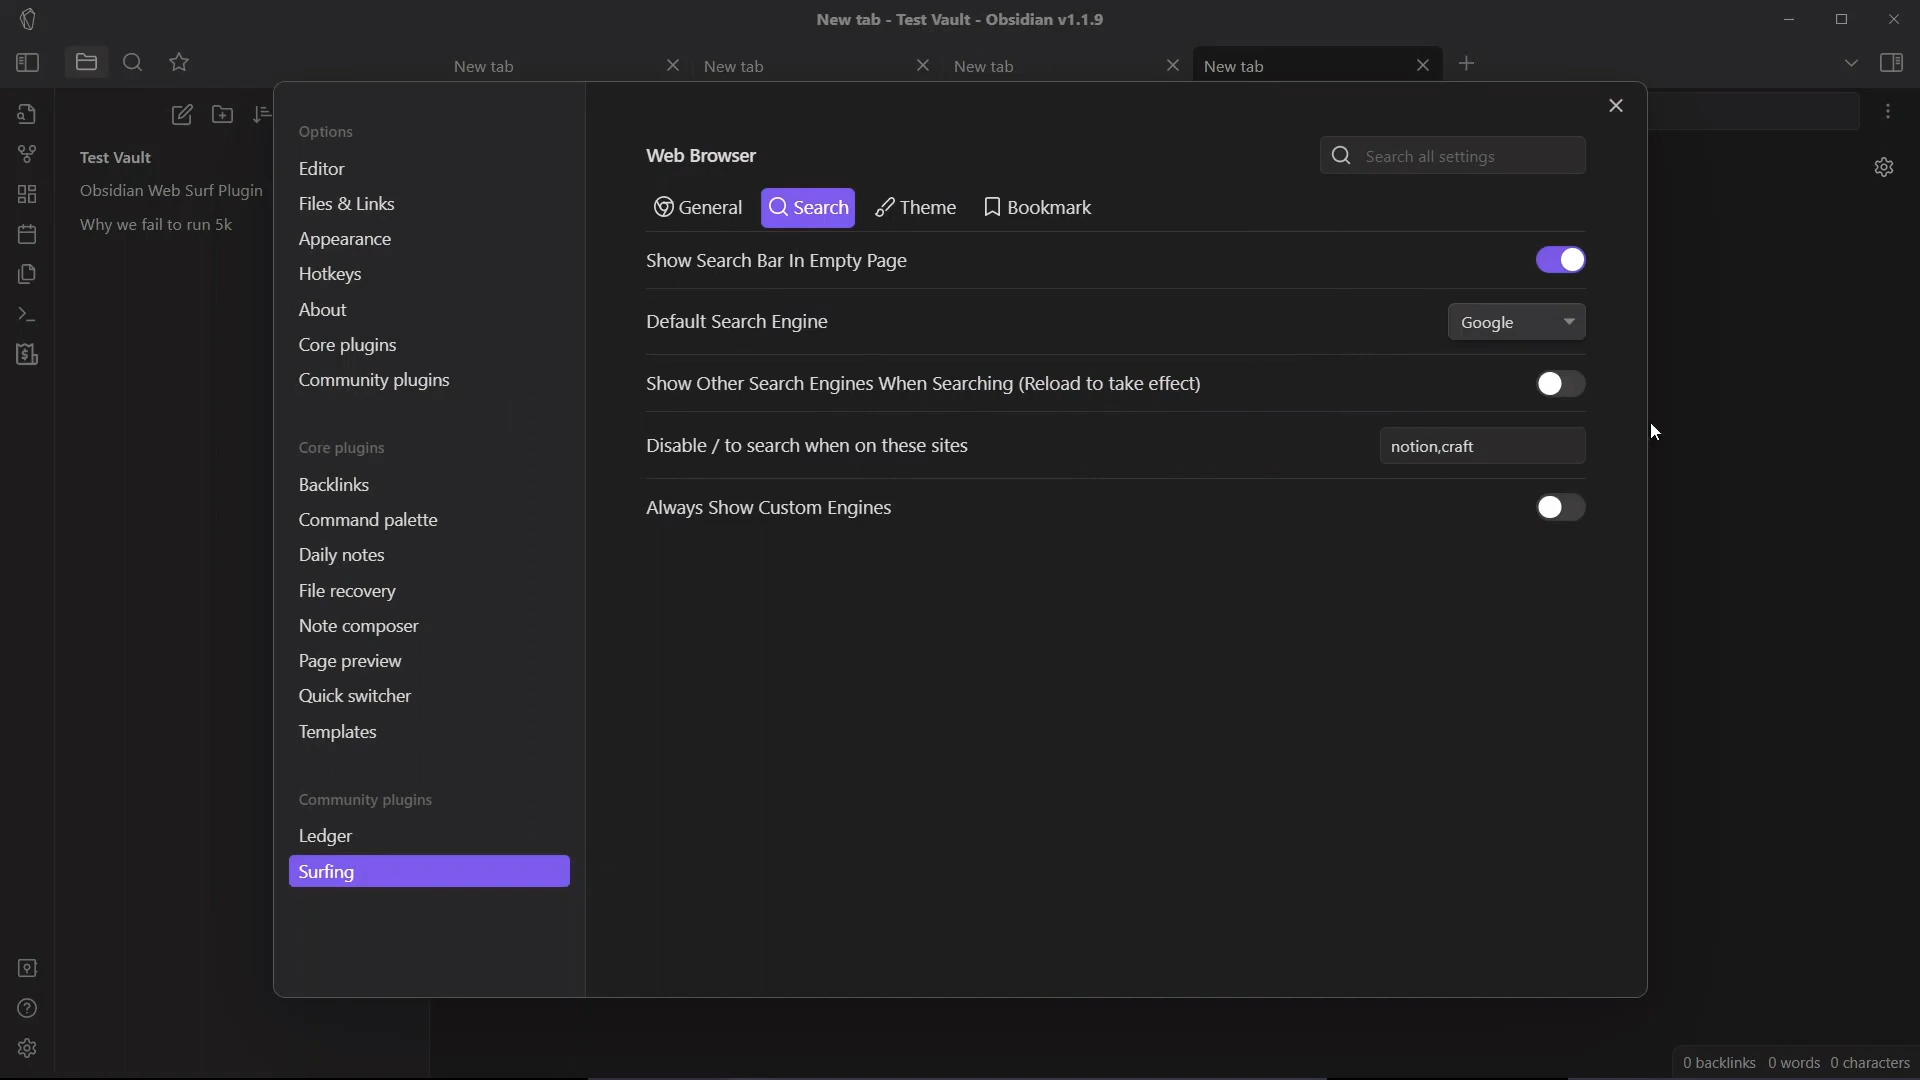 New tab - Test Vault - Obsidian v1.1.9
New tab
New tab
New tab
New tab
Test Vault
Obsidian Web Surf Plugin
Why we fail to run 5k
Options
Editor
Files & Links
Appearance
Hotkeys
About
Core plugins
Community plugins
Core plugins
Backlinks
Command palette
Daily notes
File recovery
Note composer
Page preview
Quick switcher
Templates
Community plugins
Ledger
Surfing
Web Browser
Search all settings
General
Search
Theme
Bookmark
Show Search Bar In Empty Page
Default Search Engine
Google
Show Other Search Engines When Searching (Reload to take effect)
Disable / to search when on these sites
notion,craft
Always Show Custom Engines
0 backlinks 0 words 0 characters